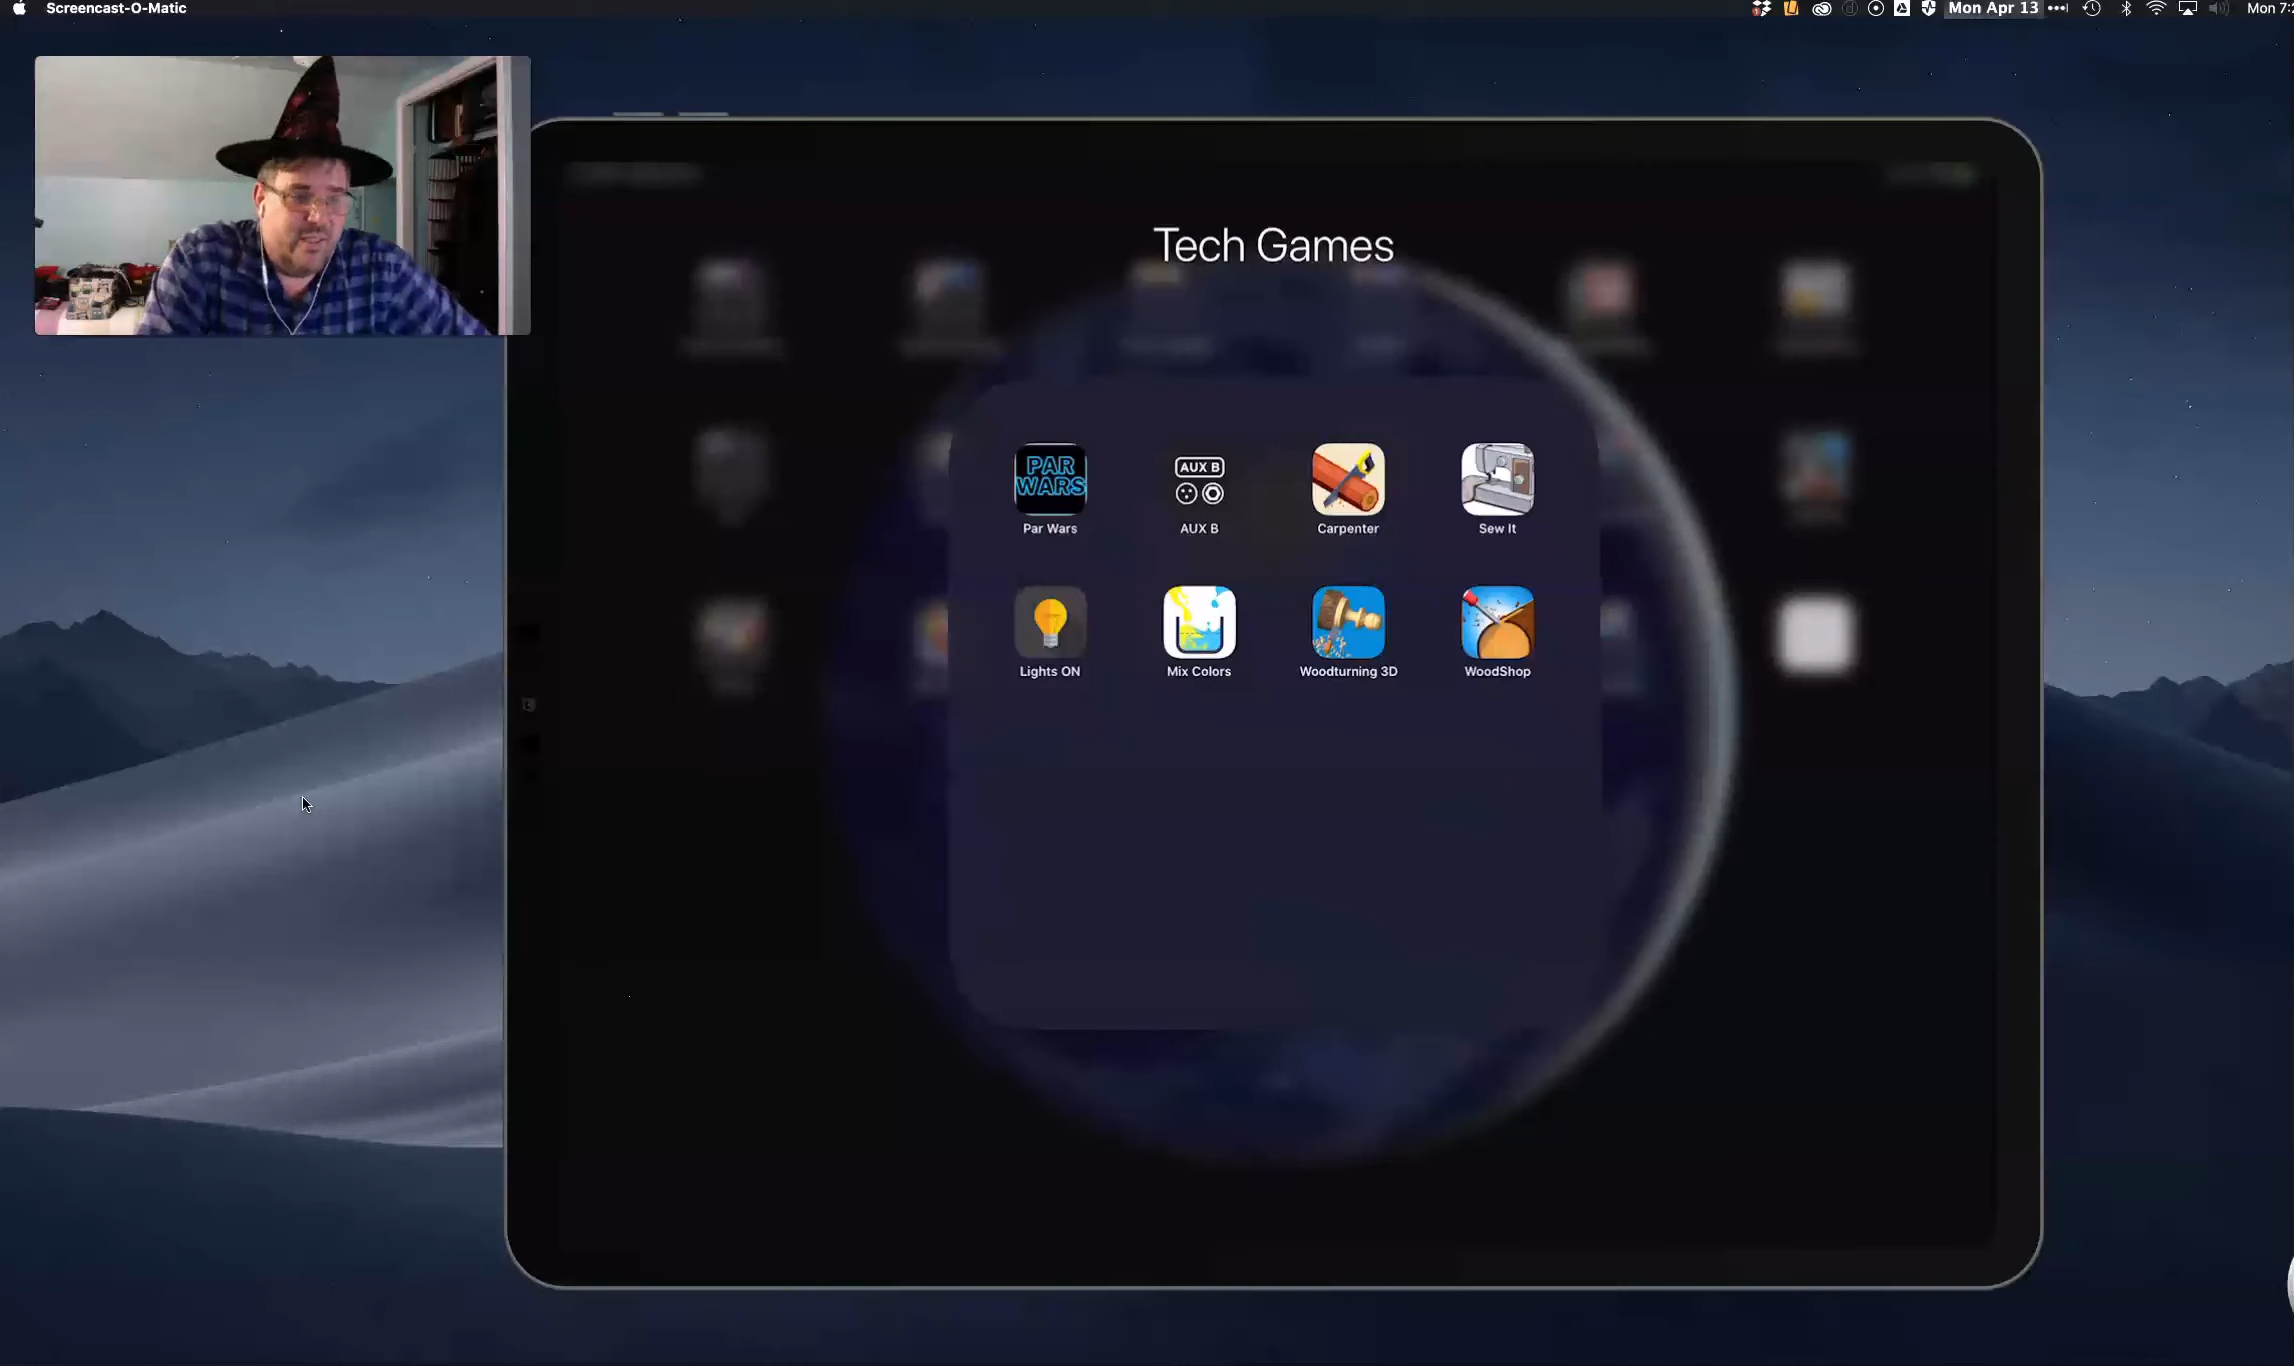 Screencast-O-Matic
Mon Apr 13
Mon 7:
Tech Games
PAR
WARS
AUX B
Par Wars
AUX B
Carpenter
Sew It
Lights ON
Mix Colors
Woodturning 3D
WoodShop